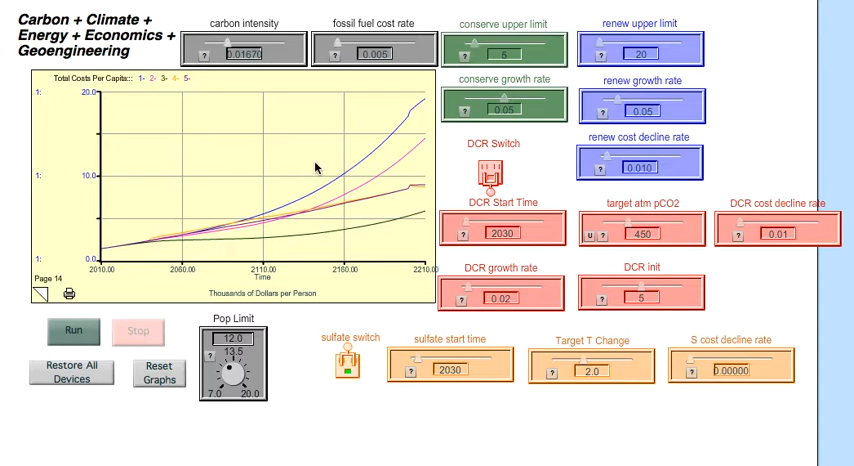 Carbon + Climate +
Energy + Economics +
Geoengineering
carbon intensity
? 0.01670
fossil fuel cost rate
? 0.005
conserve upper limit
? 5
renew upper limit
? 20
conserve growth rate
? 0.05
renew growth rate
? 0.05
renew cost decline rate
? 0.010
Total Costs Per Capita:: 1- 2- 3- 4- 5-
1: 20.0
1: 10.0
1: 0.0
2010.00 2060.00 2110.00 2160.00 2210.00
Time
Page 14
Thousands of Dollars per Person
DCR Switch
DCR Start Time
? 2030
target atm pCO2
U ? 450
DCR cost decline rate
? 0.01
DCR growth rate
? 0.02
DCR init
? 5
Run
Stop
Restore All
Devices
Reset
Graphs
Pop Limit
12.0
? 13.5
7.0 20.0
sulfate switch
sulfate start time
? 2030
Target T Change
? 2.0
S cost decline rate
? 0.00000